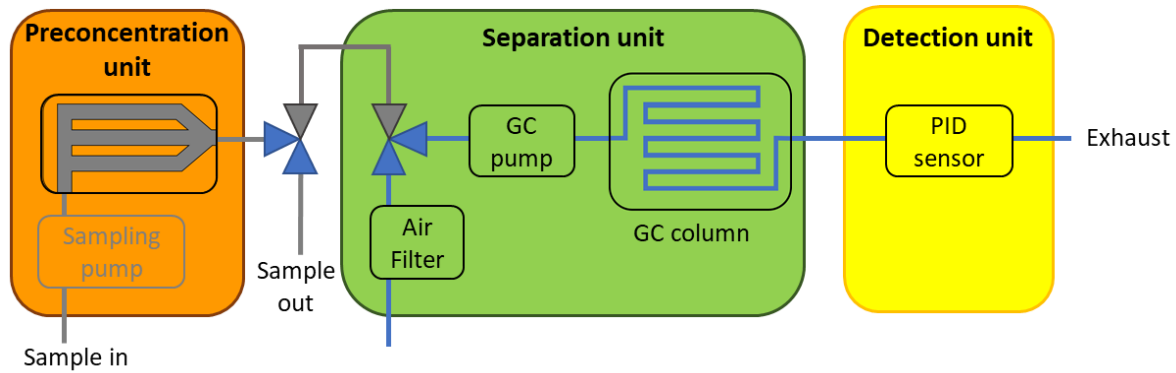 Preconcentration
unit
Sampling
pump
Sample in
Sample
out
Separation unit
Air
Filter
GC
pump
GC column
Detection unit
PID
sensor
Exhaust